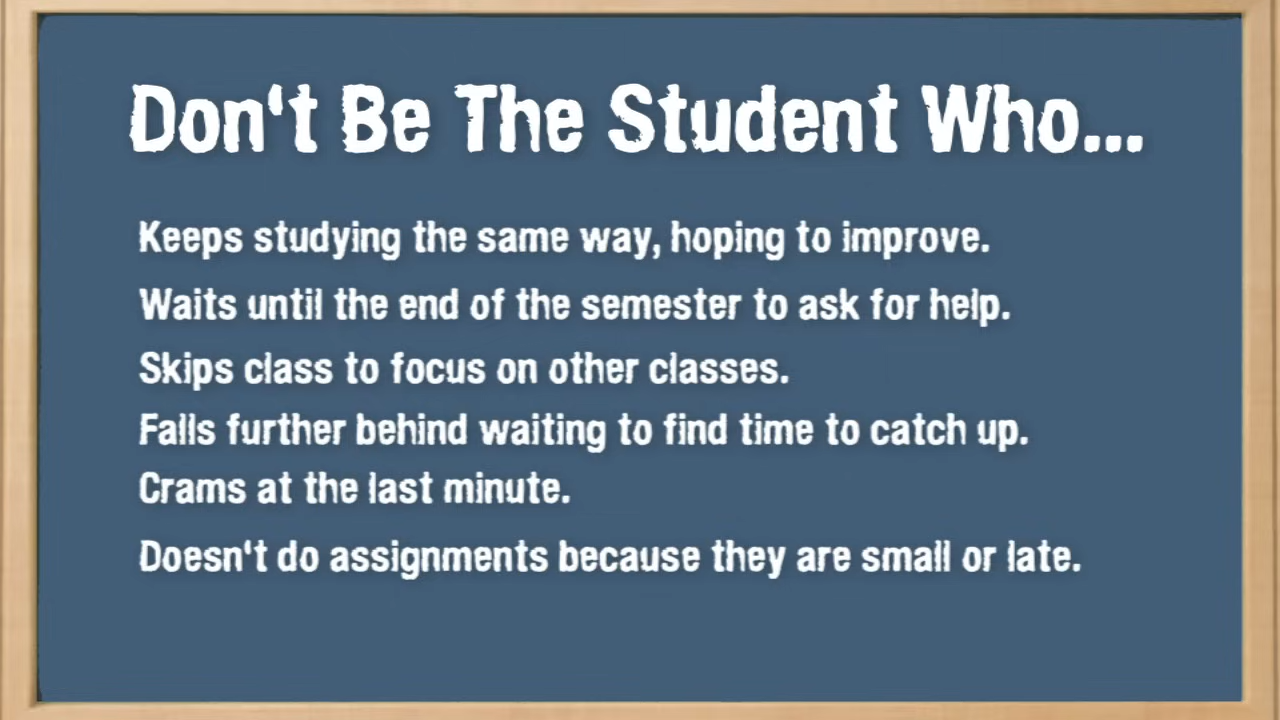 Don't Be The Student Who...
Keeps studying the same way, hoping to improve.
Waits until the end of the semester to ask for help.
Skips class to focus on other classes.
Falls further behind waiting to find time to catch up.
Crams at the last minute.
Doesn't do assignments because they are small or late.